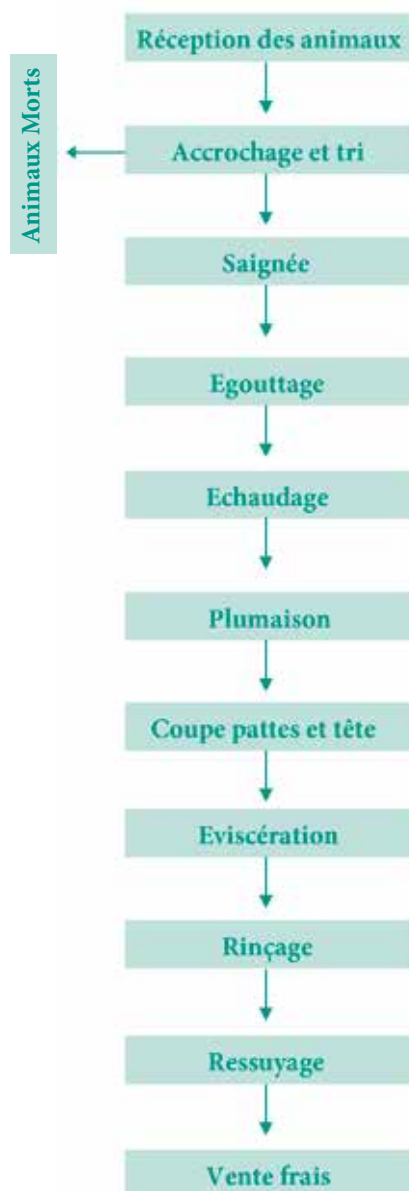 Réception des animaux
Animaux Morts
Accrochage et tri
Saignée
Egouttage
Echaudage
Plumaison
Coupe pattes et tête
Eviscération
Rinçage
Ressuyage
Vente frais